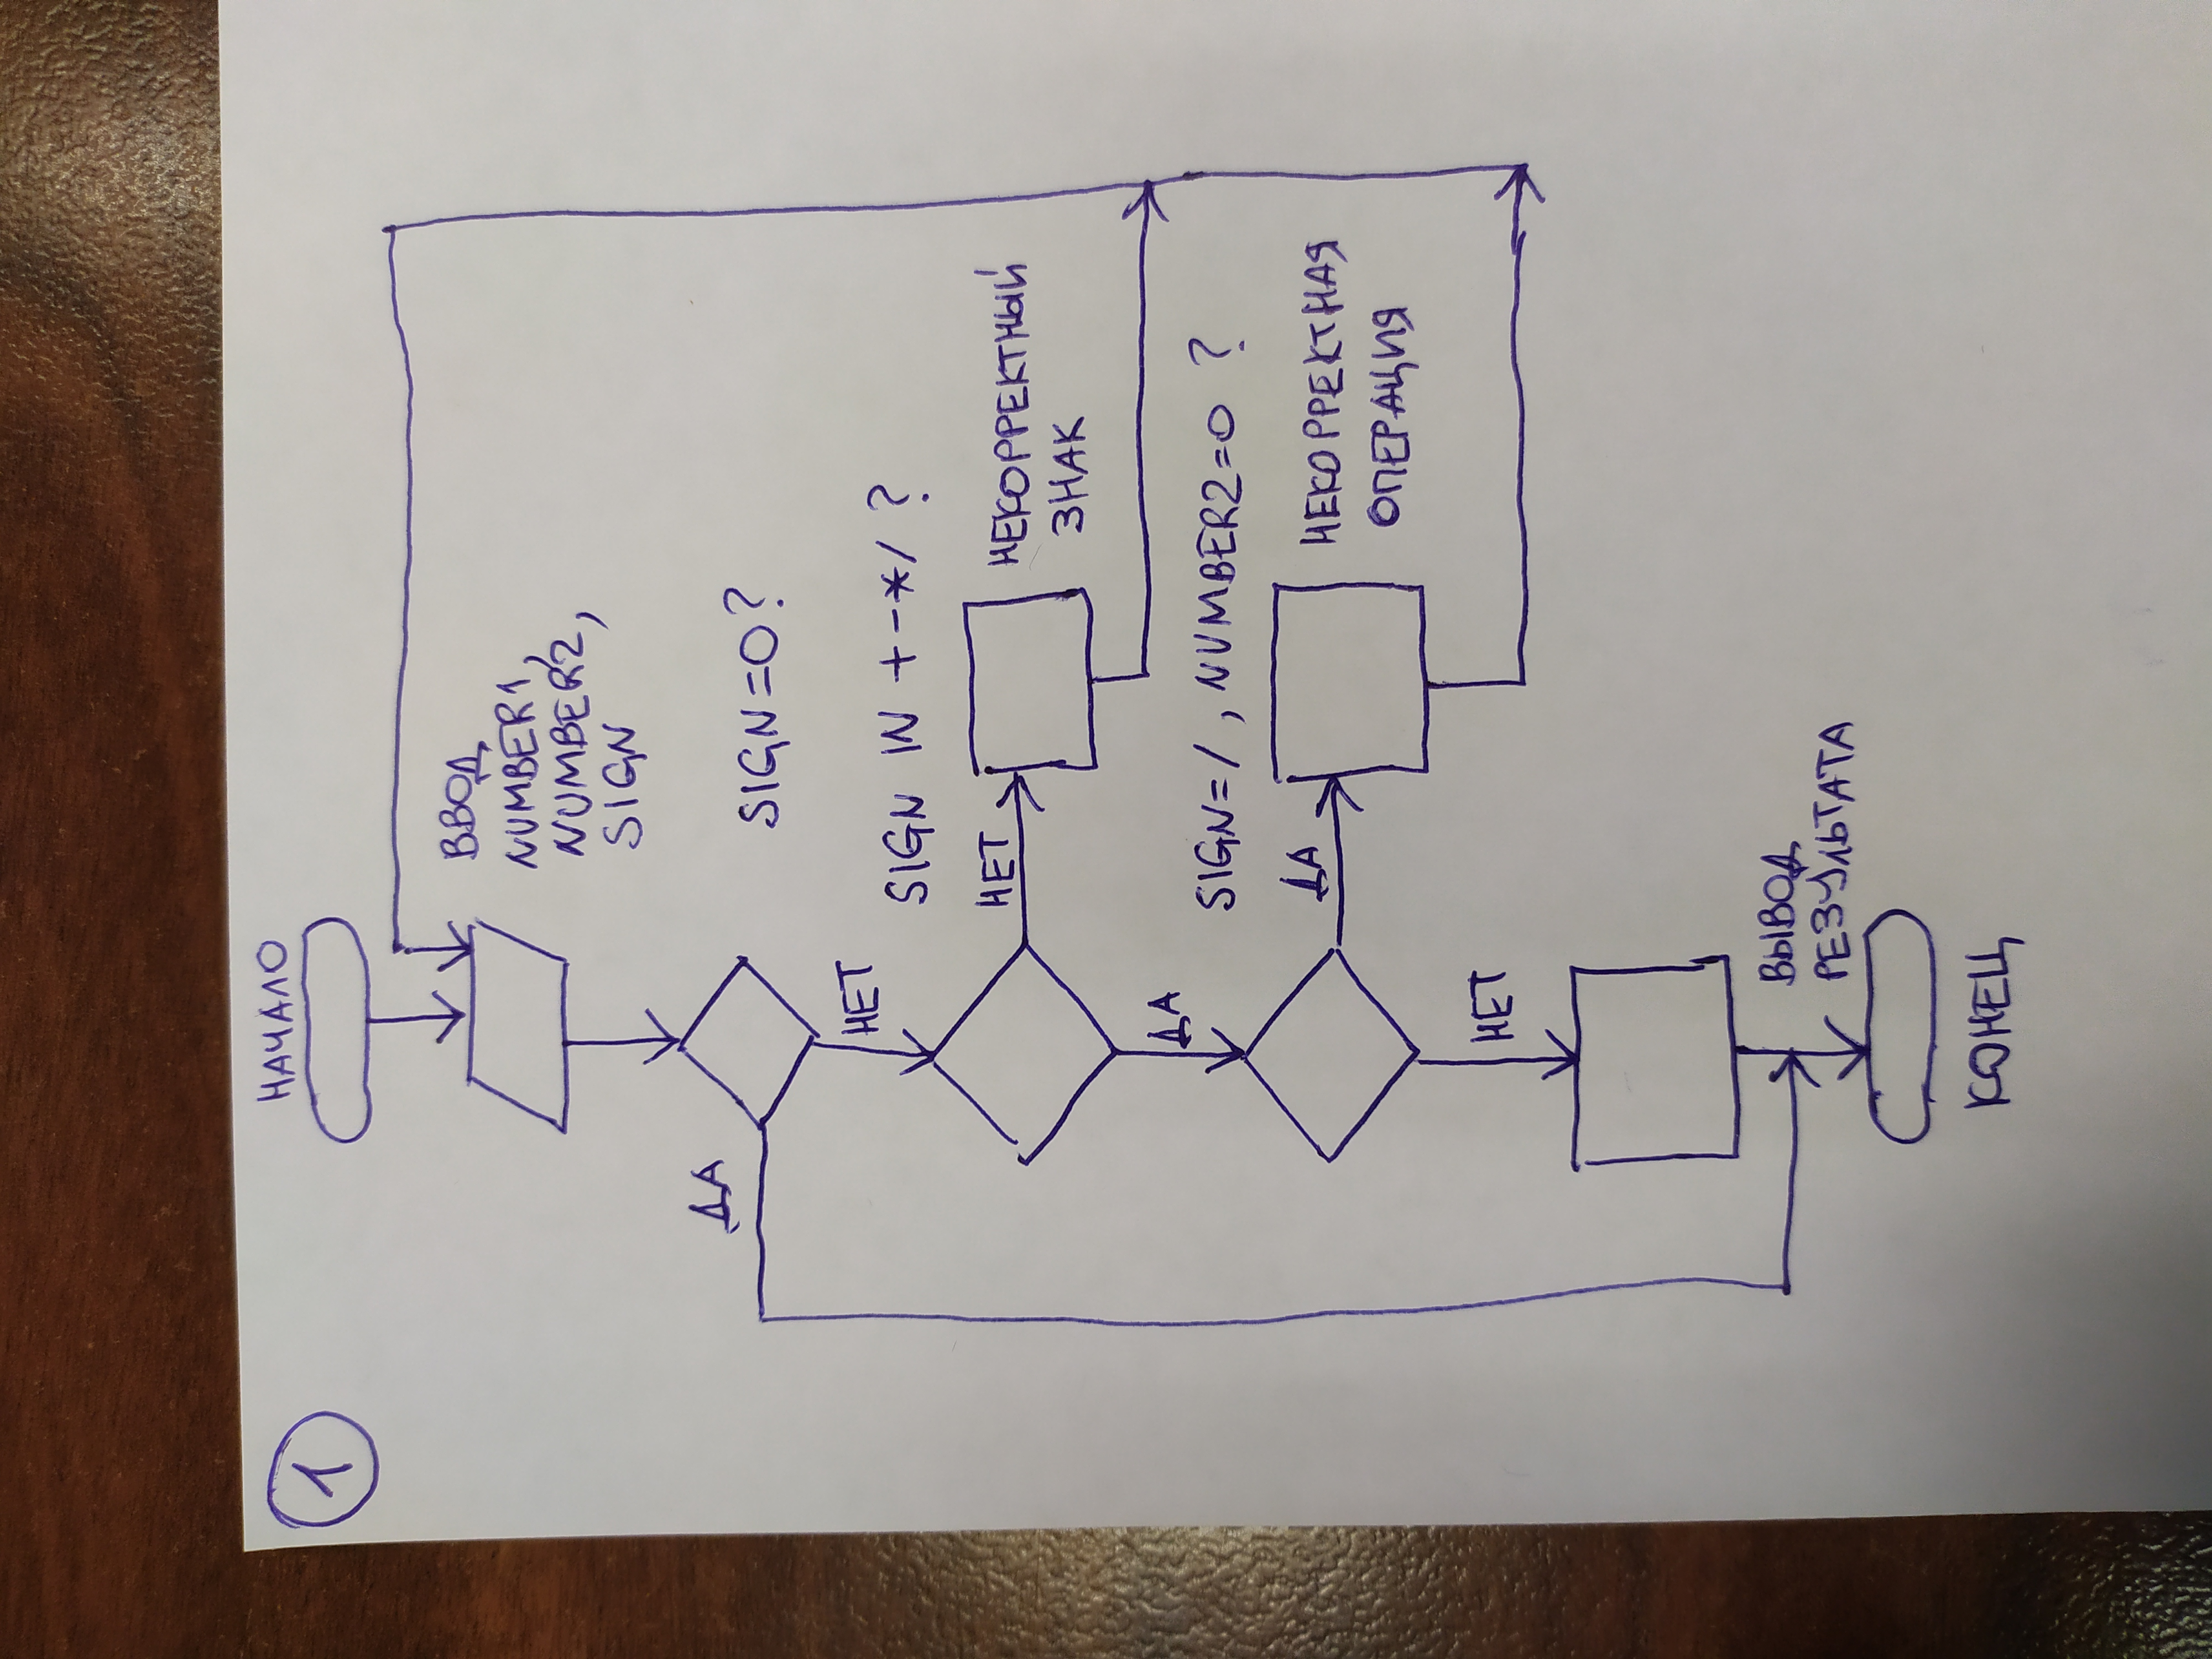 1
НАЧАЛО
ВВОД
NUMBER1,
NUMBER2,
SIGN
ДА
SIGN=0?
НЕТ
SIGN IN +-*/ ?
НЕТ
НЕКОРРЕКТНЫЙ
ЗНАК
ДА
SIGN=/, NUMBER2=0 ?
ДА
НЕКОРРЕКТНАЯ
ОПЕРАЦИЯ
НЕТ
ВЫВОД
РЕЗУЛЬТАТА
КОНЕЦ